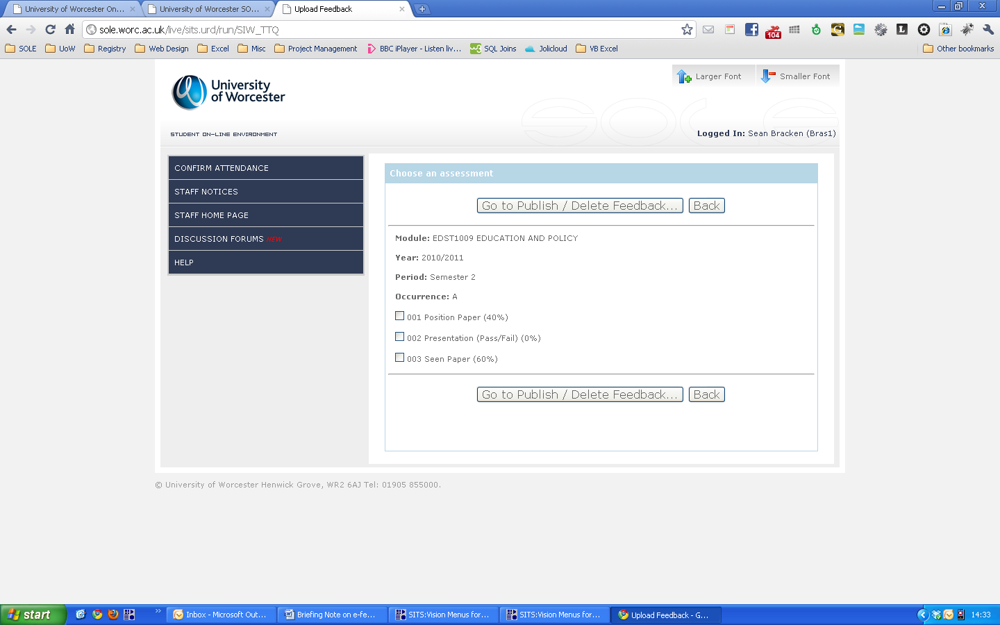 University of Worcester On...
University of Worcester SO...
Upload Feedback
sole.worc.ac.uk/live/sits.urd/run/SIW_TTQ
104
SOLE
UoW
Registry
Web Design
Excel
Misc
Project Management
BBC iPlayer - Listen liv...
SQL Joins
Jolicloud
VB Excel
Other bookmarks
University
of Worcester
Larger Font
Smaller Font
SOLE
STUDENT ON-LINE ENVIRONMENT
Logged In: Sean Bracken (Bras1)
CONFIRM ATTENDANCE
STAFF NOTICES
STAFF HOME PAGE
DISCUSSION FORUMS NEW
HELP
Choose an assessment
Go to Publish / Delete Feedback...
Back
Module: EDST1009 EDUCATION AND POLICY
Year: 2010/2011
Period: Semester 2
Occurrence: A
001 Position Paper (40%)
002 Presentation (Pass/Fail) (0%)
003 Seen Paper (60%)
Go to Publish / Delete Feedback...
Back
© University of Worcester Henwick Grove, WR2 6AJ Tel: 01905 855000.
start
Inbox - Microsoft Out...
Briefing Note on e-fe...
SITS:Vision Menus for...
SITS:Vision Menus for...
Upload Feedback - G...
14:33